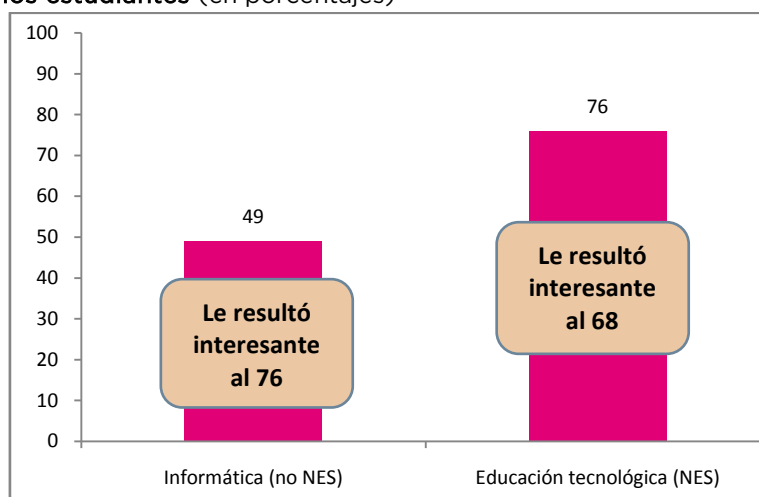 los estudiantes (en porcentajes)
100
90
80
70
60
50
40
30
20
10
0
49
76
Le resultó
interesante
al 76
Le resultó
interesante
al 68
Informática (no NES)
Educación tecnológica (NES)